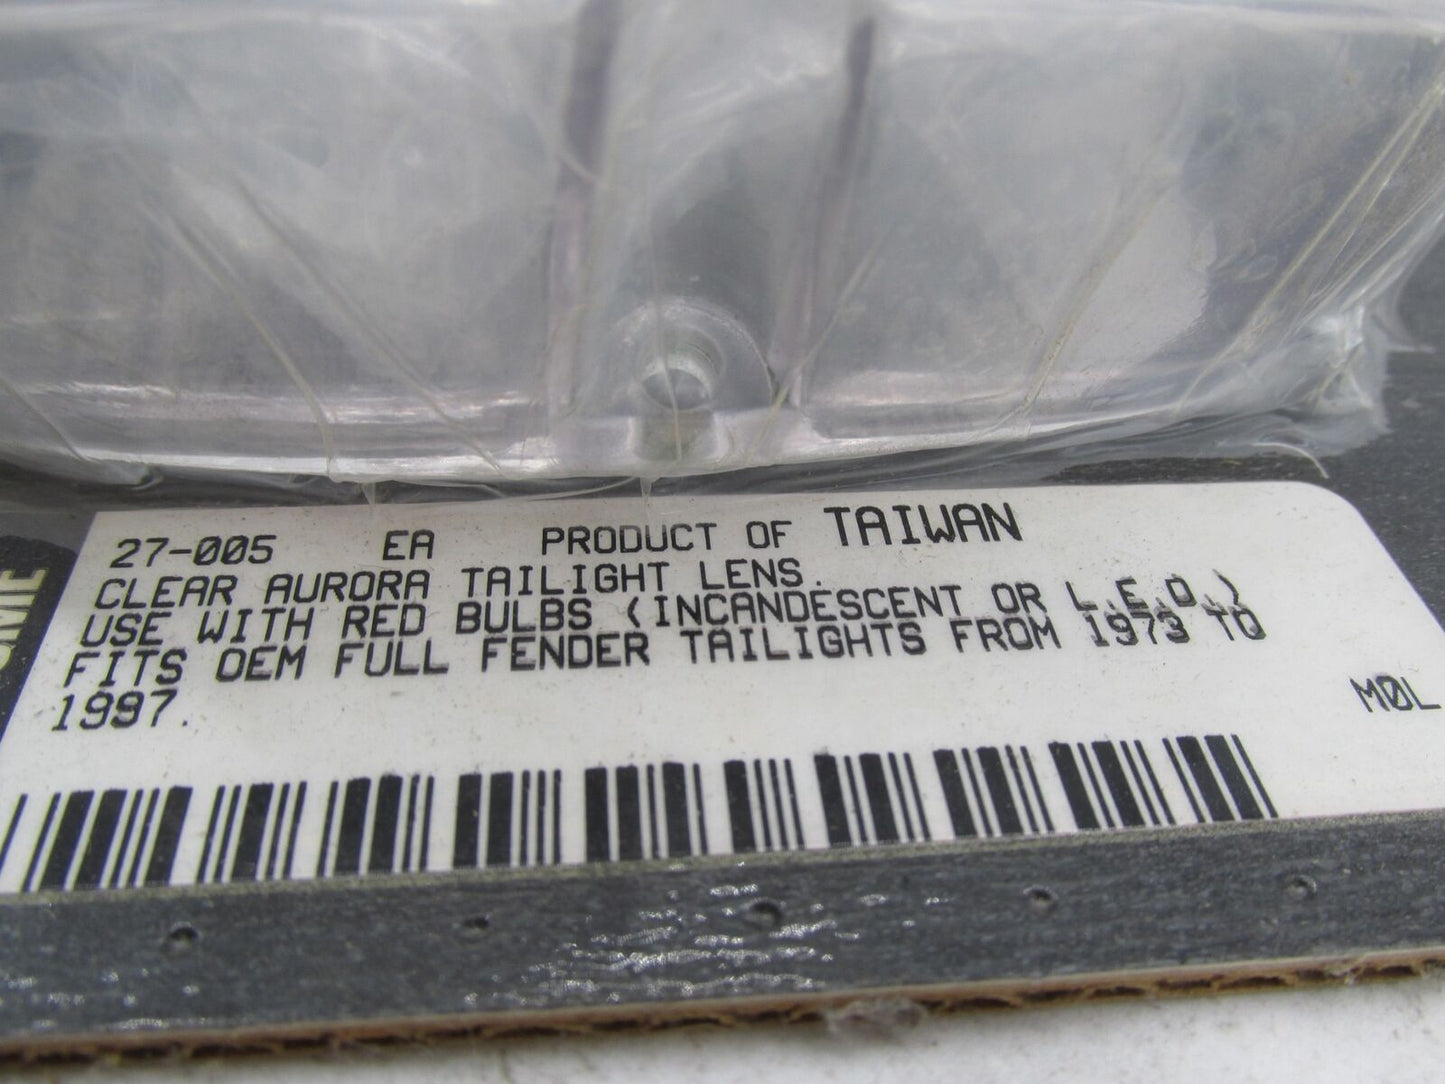 27-005 EA PRODUCT OF TAIWAN
CLEAR AURORA TAILIGHT LENS.
USE WITH RED BULBS (INCANDESCENT OR L.E.D.)
FITS OEM FULL FENDER TAILIGHTS FROM 1973 TO
1997.
MOL